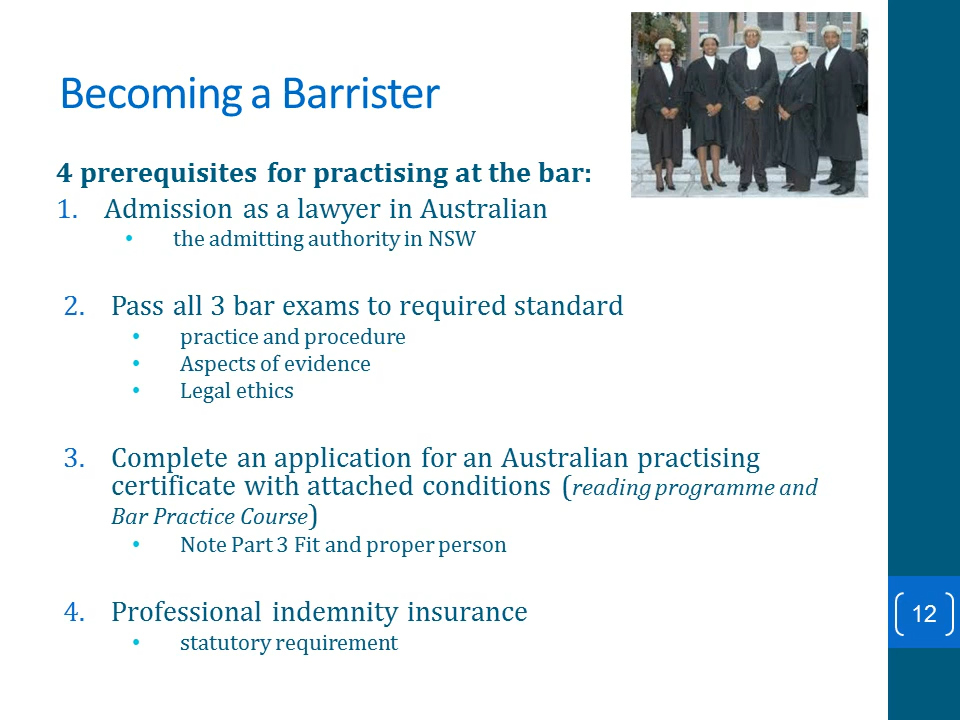 Becoming a Barrister
4 prerequisites for practising at the bar:
1. Admission as a lawyer in Australian
• the admitting authority in NSW
2. Pass all 3 bar exams to required standard
• practice and procedure
• Aspects of evidence
• Legal ethics
3. Complete an application for an Australian practising
certificate with attached conditions (reading programme and
Bar Practice Course)
• Note Part 3 Fit and proper person
4. Professional indemnity insurance
• statutory requirement
12